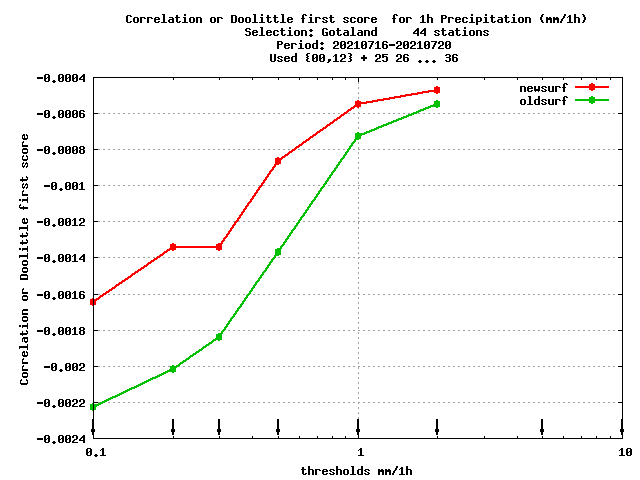 Correlation or Doolittle first score  for 1h Precipitation (mm/1h)
Selection: Gotaland     44 stations
Period: 20210716-20210720
Used {00,12} + 25 26 ... 36
-0.0004
-0.0006
-0.0008
-0.001
-0.0012
-0.0014
-0.0016
-0.0018
-0.002
-0.0022
-0.0024
Correlation or Doolittle first score
newsurf
oldsurf
0.1
1
10
thresholds mm/1h